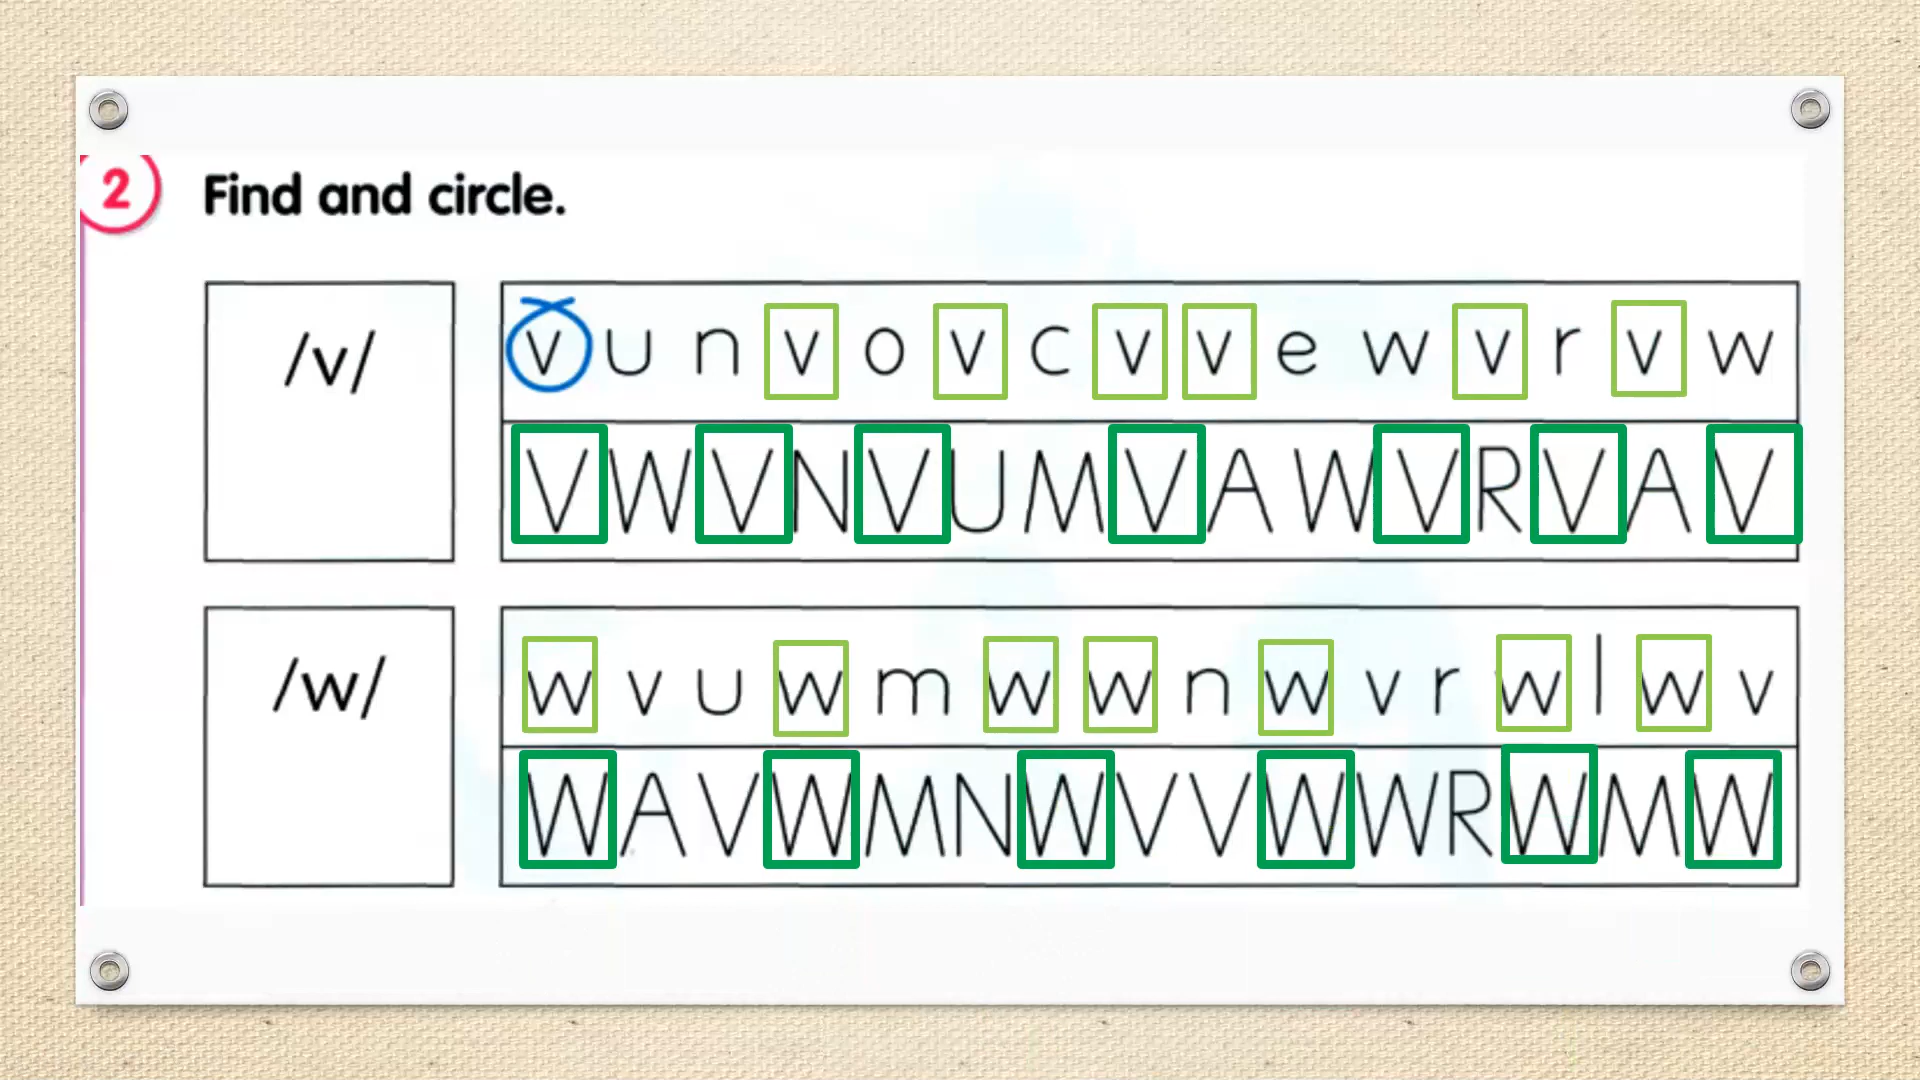 2 Find and circle.
/v/
v u n v o v c v v e w v r v w
V W V N V U M V A W V R V A V
/w/
w v u w m w w n w v r w l w v
W A V W M N W V V W W R W M W